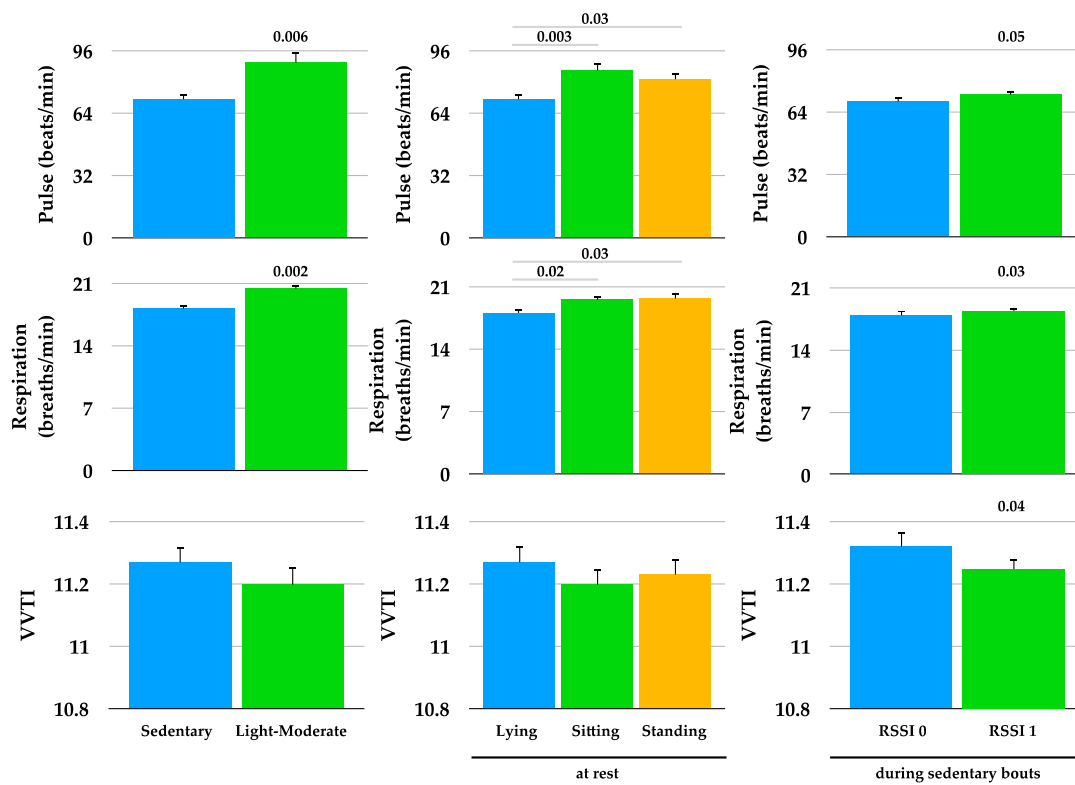 0.006
96
64
32
0
Pulse (beats/min)
0.03
0.003
96
64
32
0
Pulse (beats/min)
0.05
96
64
32
0
Pulse (beats/min)
0.002
21
14
7
0
Respiration
(breaths/min)
0.03
0.02
21
14
7
0
Respiration
(breaths/min)
0.03
21
14
7
0
Respiration
(breaths/min)
11.4
11.2
11
10.8
VVTI
Sedentary Light-Moderate
11.4
11.2
11
10.8
VVTI
Lying Sitting Standing
at rest
0.04
11.4
11.2
11
10.8
VVTI
RSSI 0 RSSI 1
during sedentary bouts